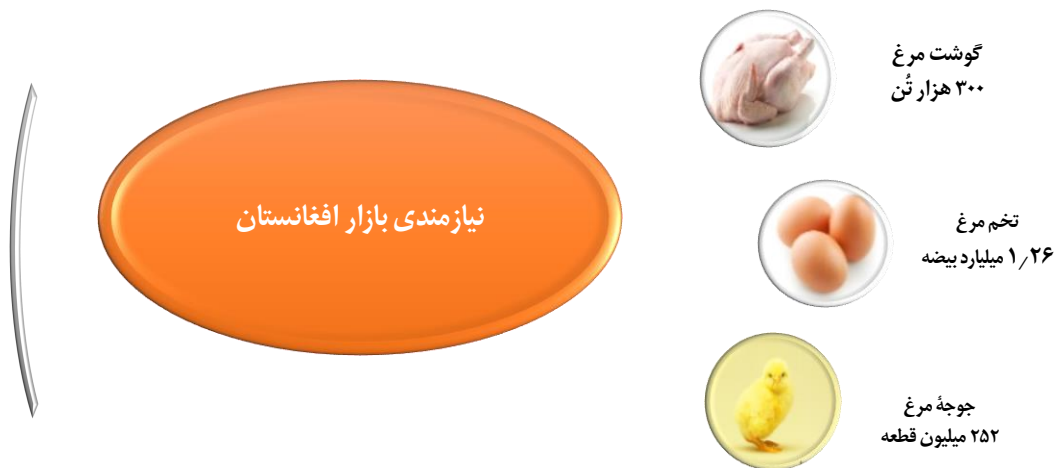 گوشت مرغ
۳۰۰ هزار تُن
نیازمندی بازار افغانستان
تخم مرغ
۱٫۲۶ میلیارد بیضه
جوجهٔ مرغ
۲۵۲ میلیون قطعه